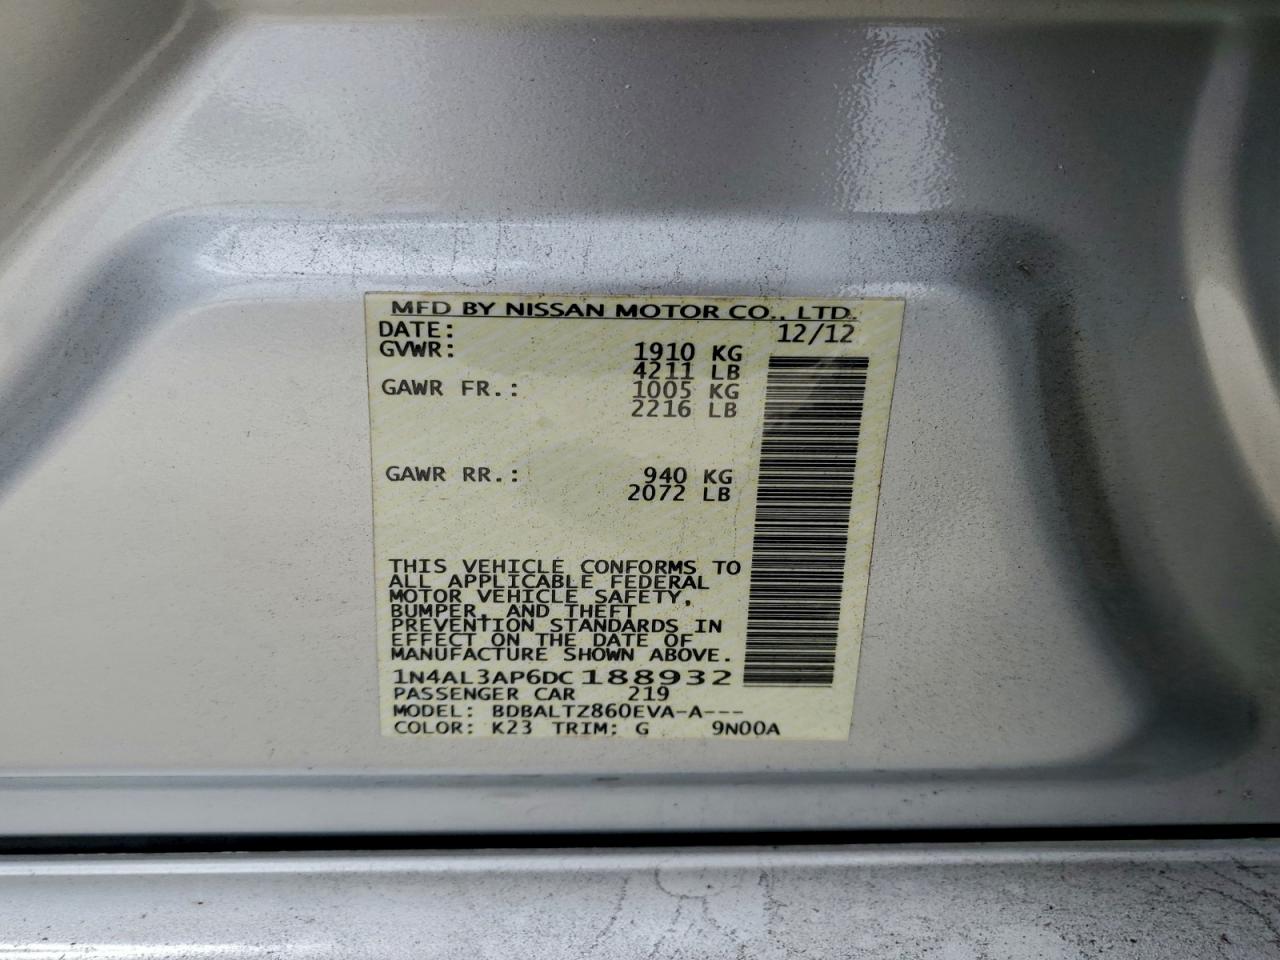 MFD BY NISSAN MOTOR CO., LTD.
DATE: 12/12
GVWR: 1910 KG
4211 LB
GAWR FR.: 1005 KG
2216 LB
GAWR RR.: 940 KG
2072 LB
THIS VEHICLE CONFORMS TO
ALL APPLICABLE FEDERAL
MOTOR VEHICLE SAFETY,
BUMPER, AND THEFT
PREVENTION STANDARDS IN
EFFECT ON THE DATE OF
MANUFACTURE SHOWN ABOVE.
1N4AL3AP6DC188932
PASSENGER CAR 219
MODEL: BDBALTZ860EVA-A---
COLOR: K23 TRIM: G 9N00A